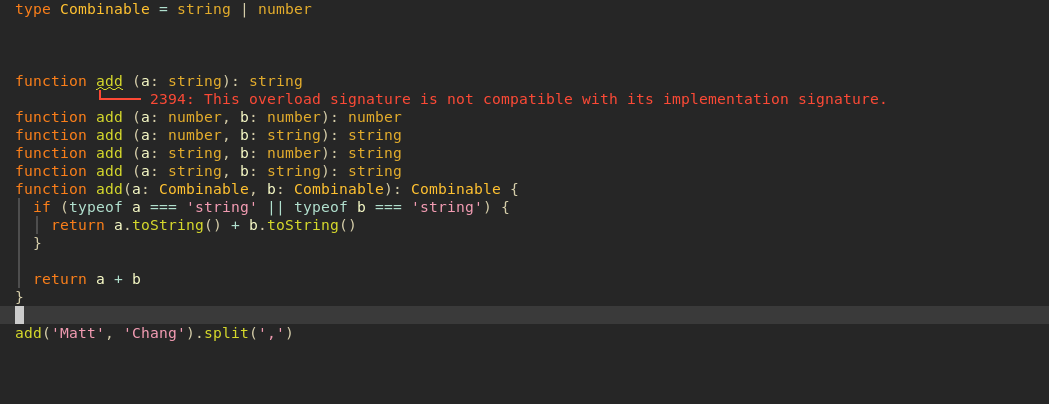 type Combinable = string | number
function add (a: string): string
2394: This overload signature is not compatible with its implementation signature.
function add (a: number, b: number): number
function add (a: number, b: string): string
function add (a: string, b: number): string
function add (a: string, b: string): string
function add(a: Combinable, b: Combinable): Combinable {
if (typeof a === 'string' || typeof b === 'string') {
return a.toString() + b.toString()
}
return a + b
}
add('Matt', 'Chang').split(',')